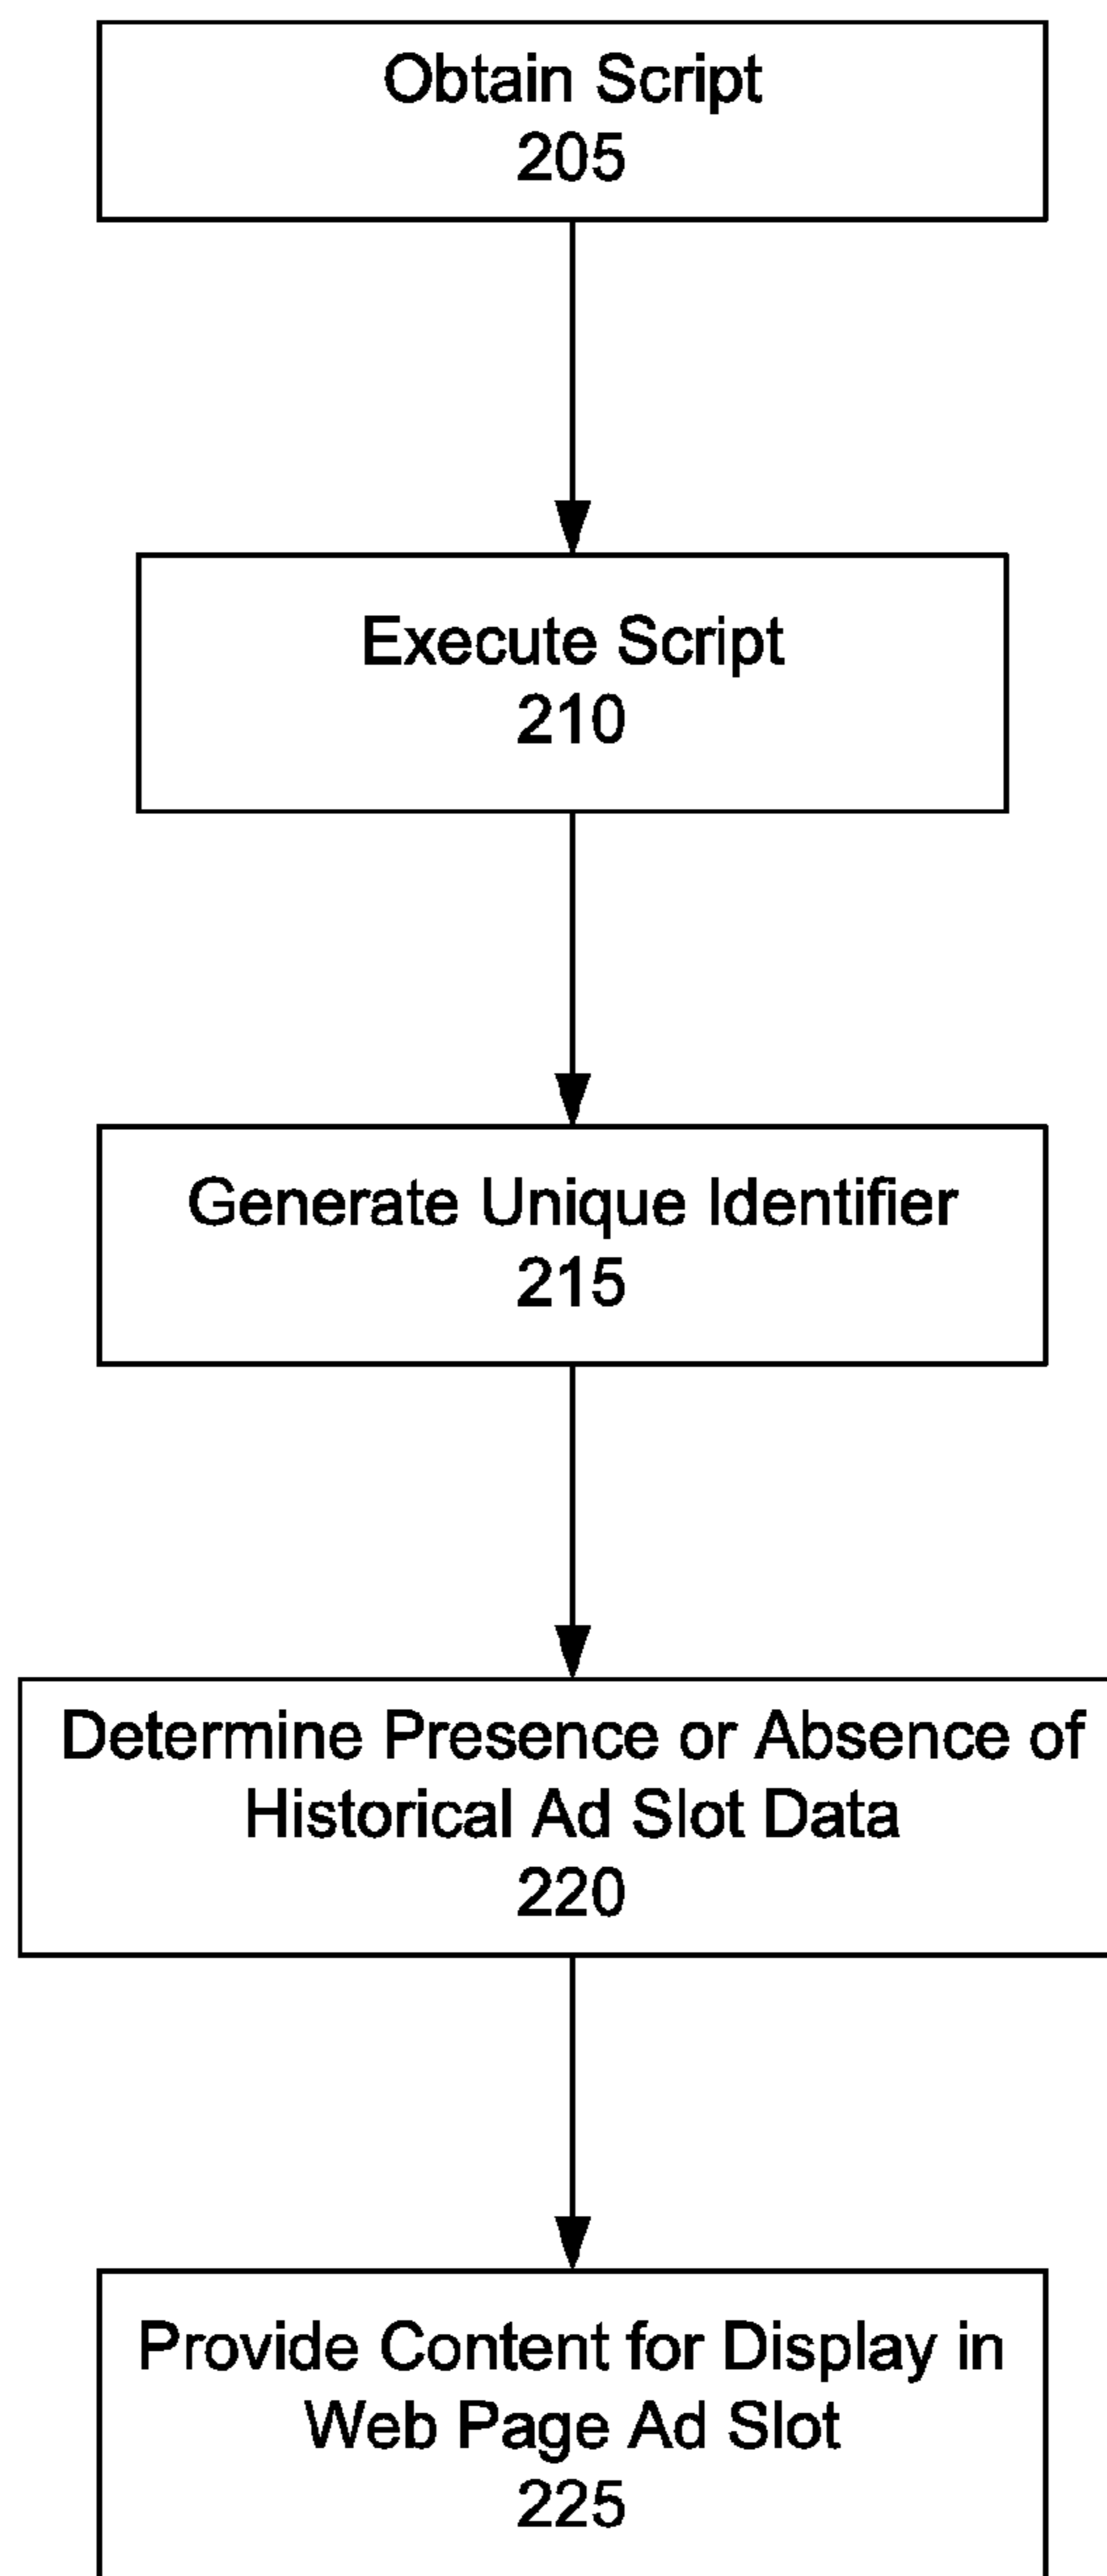 Obtain Script
205
Execute Script
210
Generate Unique Identifier
215
Determine Presence or Absence of
Historical Ad Slot Data
220
Provide Content for Display in
Web Page Ad Slot
225